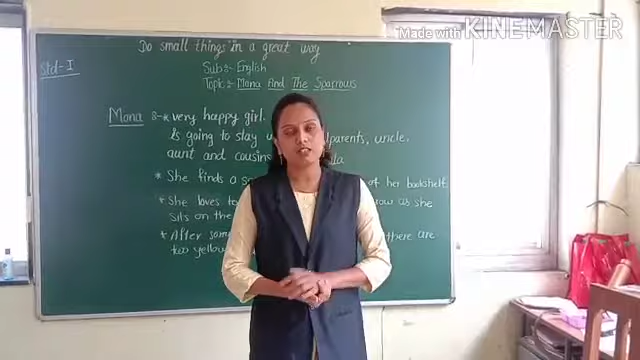 Made with KINEMASTER
Do small things in a great way
Std:- I
Sub:- English
Topic:- Mona And The Sparrows
Mona :- * very happy girl.
is going to stay parents, uncle.
aunt and cousins
* She finds a of her bookshelf.
* She loves to as she
sits on the
* After there are
two yellow